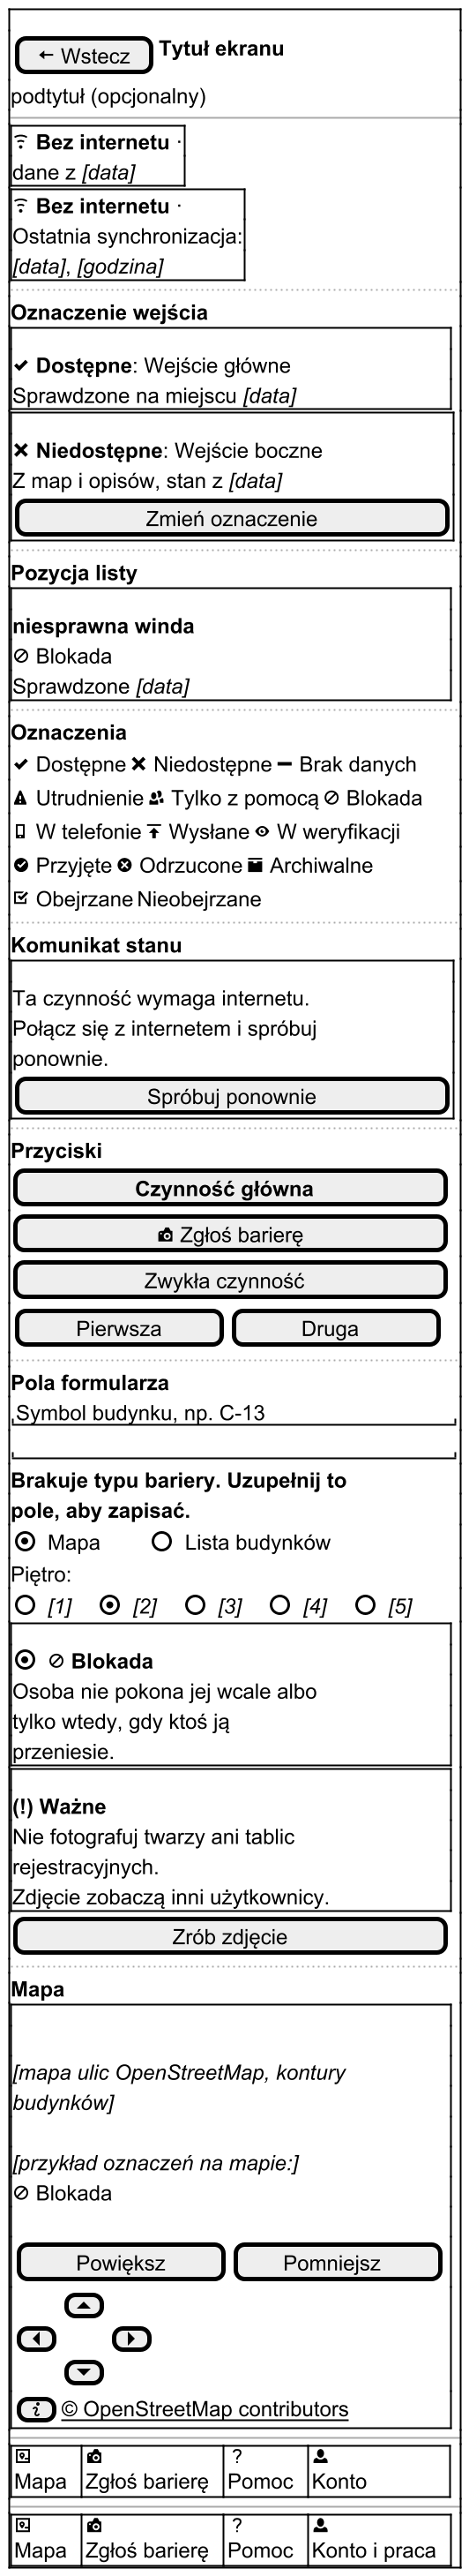 ← Wstecz Tytuł ekranu
podtytuł (opcjonalny)
Bez internetu ·
dane z [data]
Bez internetu ·
Ostatnia synchronizacja:
[data], [godzina]
Oznaczenie wejścia
✔ Dostępne: Wejście główne
Sprawdzone na miejscu [data]
✖ Niedostępne: Wejście boczne
Z map i opisów, stan z [data]
Zmień oznaczenie
Pozycja listy
niesprawna winda
Blokada
Sprawdzone [data]
Oznaczenia
✔ Dostępne ✖ Niedostępne — Brak danych
Utrudnienie Tylko z pomocą Blokada
W telefonie Wysłane W weryfikacji
Przyjęte Odrzucone Archiwalne
Obejrzane Nieobejrzane
Komunikat stanu
Ta czynność wymaga internetu.
Połącz się z internetem i spróbuj
ponownie.
Spróbuj ponownie
Przyciski
Czynność główna
Zgłoś barierę
Zwykła czynność
Pierwsza Druga
Pola formularza
Symbol budynku, np. C-13
Brakuje typu bariery. Uzupełnij to
pole, aby zapisać.
Mapa Lista budynków
Piętro:
[1] [2] [3] [4] [5]
Blokada
Osoba nie pokona jej wcale albo
tylko wtedy, gdy ktoś ją
przeniesie.
(!) Ważne
Nie fotografuj twarzy ani tablic
rejestracyjnych.
Zdjęcie zobaczą inni użytkownicy.
Zrób zdjęcie
Mapa
[mapa ulic OpenStreetMap, kontury
budynków]
[przykład oznaczeń na mapie:]
Blokada
Powiększ Pomniejsz
i © OpenStreetMap contributors
?
Mapa Zgłoś barierę Pomoc Konto
?
Mapa Zgłoś barierę Pomoc Konto i praca